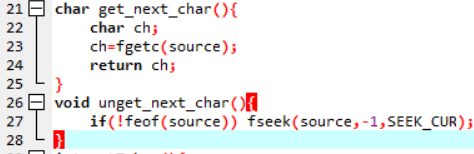 21 char get_next_char(){
22 char ch;
23 ch=fgetc(source);
24 return ch;
25 }
26 void unget_next_char(){
27 if(!feof(source)) fseek(source,-1,SEEK_CUR);
28 }